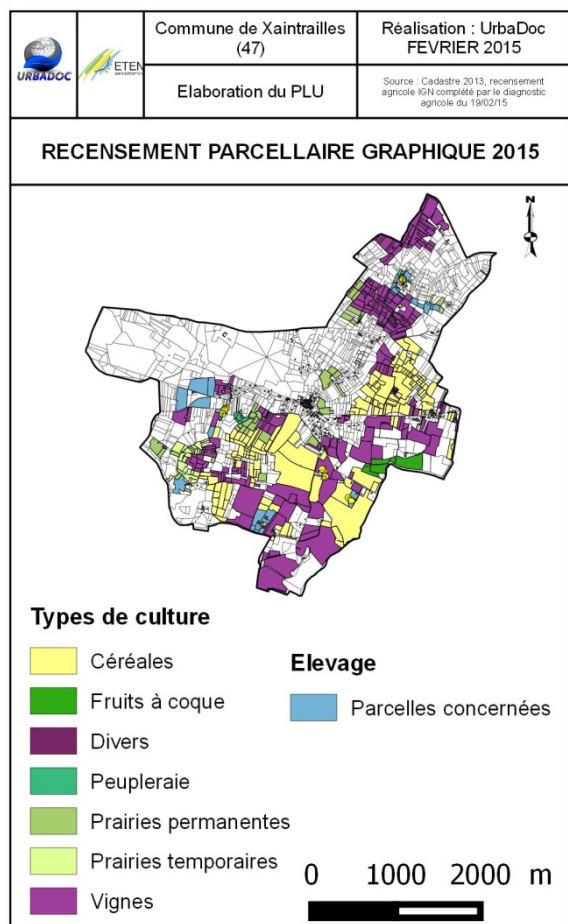 URBADOC
ETEN
Commune de Xaintrailles
(47)
Réalisation : UrbaDoc
FEVRIER 2015
Elaboration du PLU
Source : Cadastre 2013, recensement
agricole IGN complété par le diagnostic
agricole du 19/02/15
RECENSEMENT PARCELLAIRE GRAPHIQUE 2015
N
Types de culture
Céréales
Fruits à coque
Divers
Peupleraie
Prairies permanentes
Prairies temporaires
Vignes
Elevage
Parcelles concernées
0 1000 2000 m